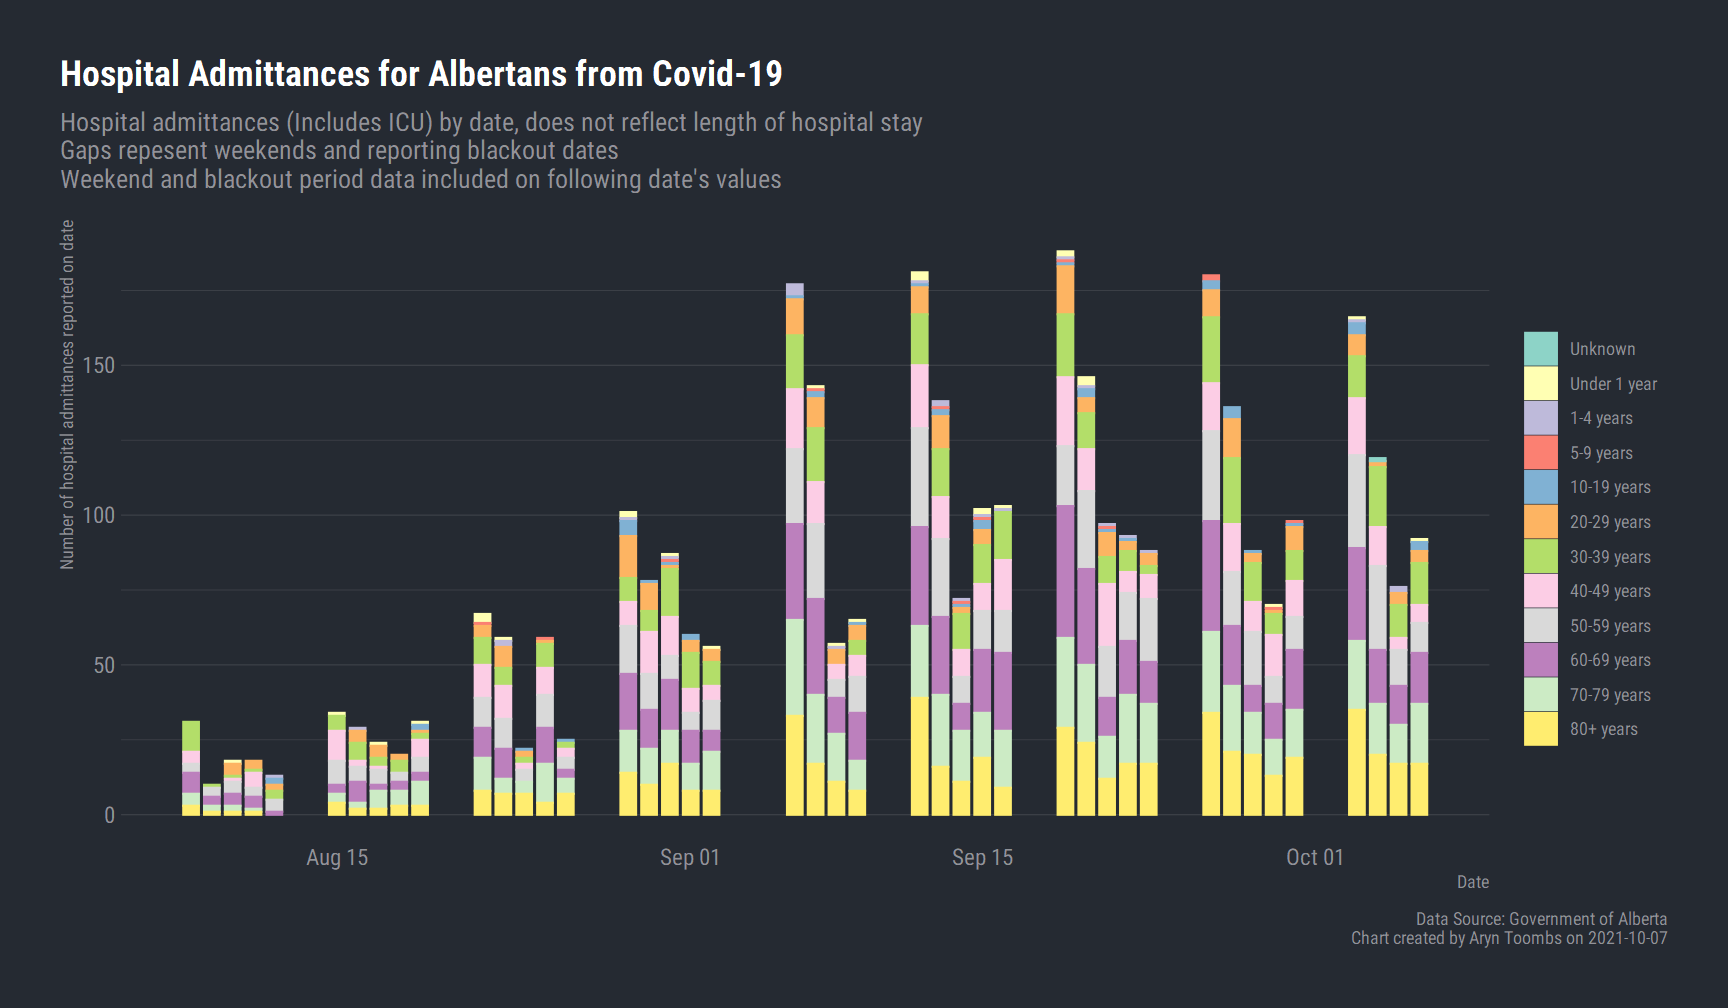 Hospital Admittances for Albertans from Covid-19
Hospital admittances (Includes ICU) by date, does not reflect length of hospital stay
Gaps repesent weekends and reporting blackout dates
Weekend and blackout period data included on following date's values
Number of hospital admittances reported on date
150
100
50
0
Aug 15
Sep 01
Sep 15
Oct 01
Date
Unknown
Under 1 year
1-4 years
5-9 years
10-19 years
20-29 years
30-39 years
40-49 years
50-59 years
60-69 years
70-79 years
80+ years
Data Source: Government of Alberta
Chart created by Aryn Toombs on 2021-10-07